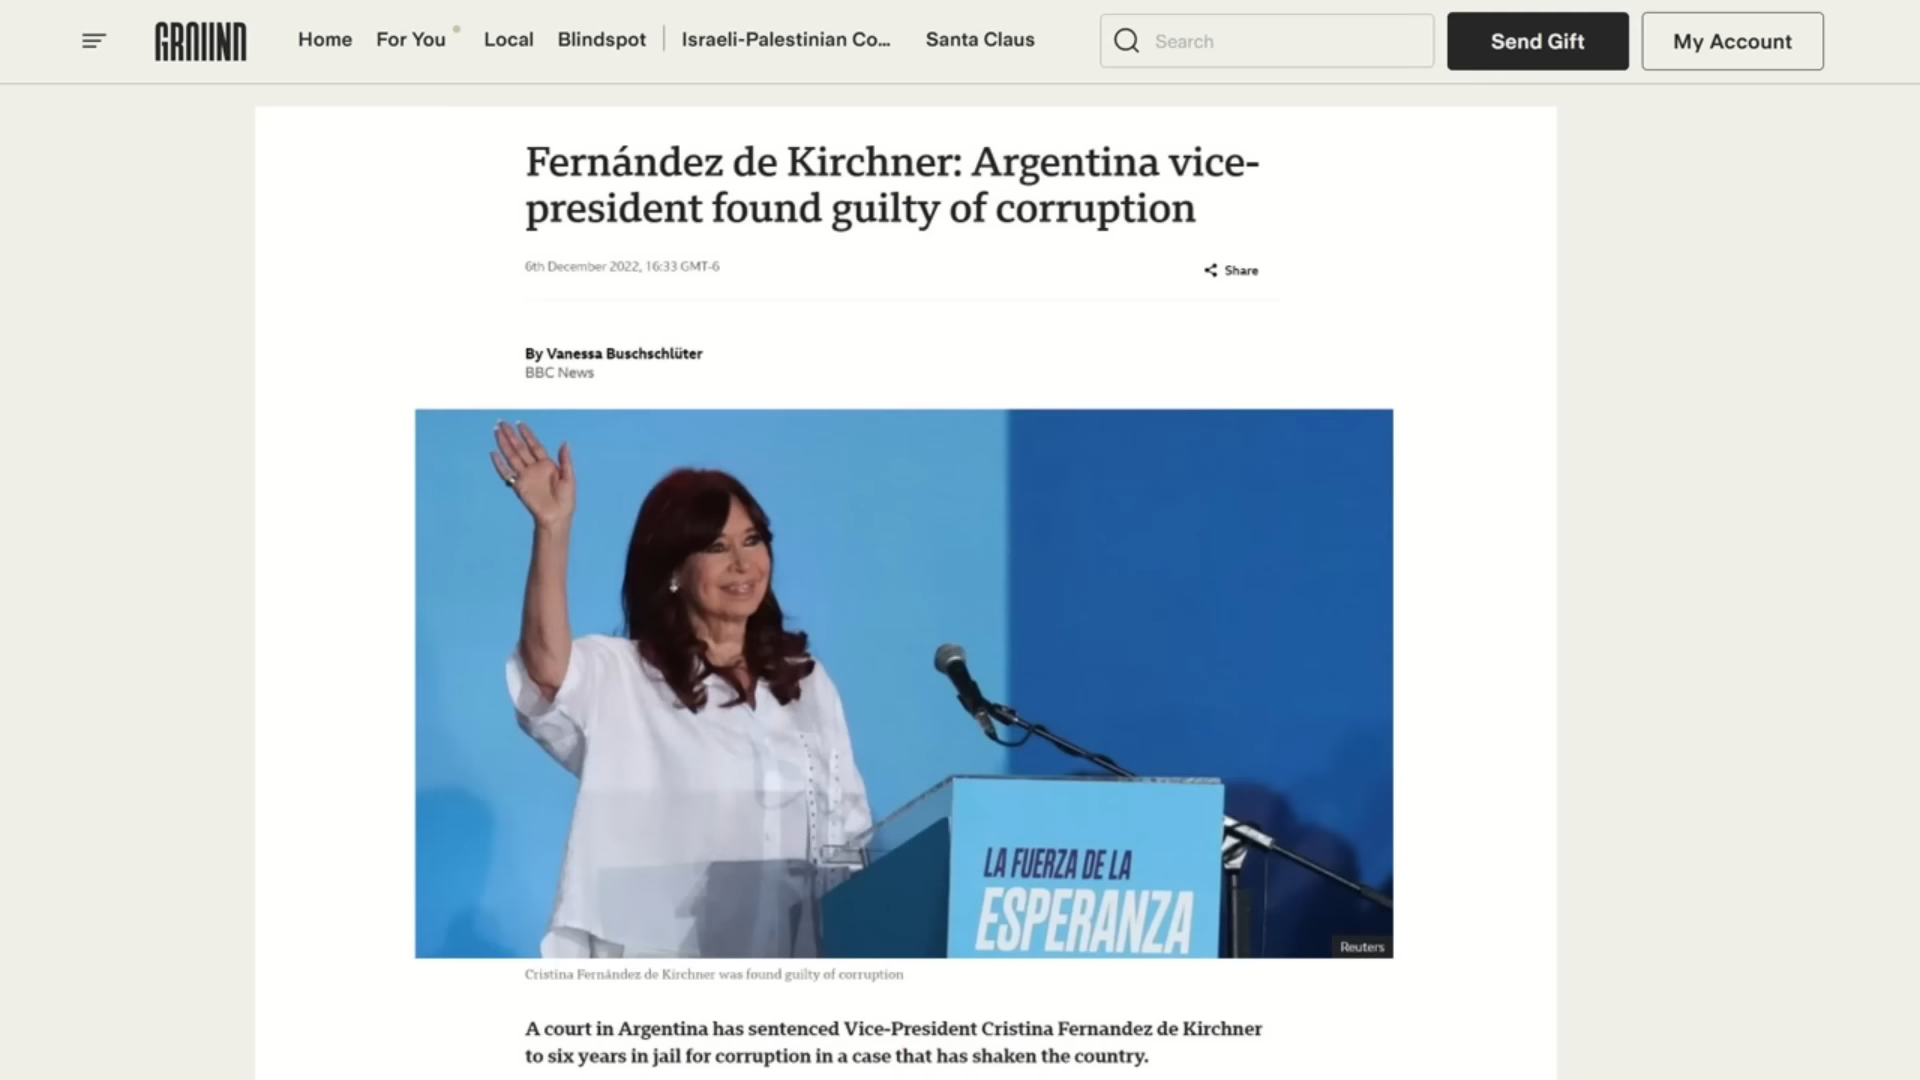 GROUND
Home
For You
Local
Blindspot
Israeli-Palestinian Co...
Santa Claus
Search
Send Gift
My Account
Fernández de Kirchner: Argentina vice-
president found guilty of corruption
6th December 2022, 16:33 GMT-6
Share
By Vanessa Buschschlüter
BBC News
LA FUERZA DE LA
ESPERANZA
Reuters
Cristina Fernández de Kirchner was found guilty of corruption
A court in Argentina has sentenced Vice-President Cristina Fernandez de Kirchner
to six years in jail for corruption in a case that has shaken the country.